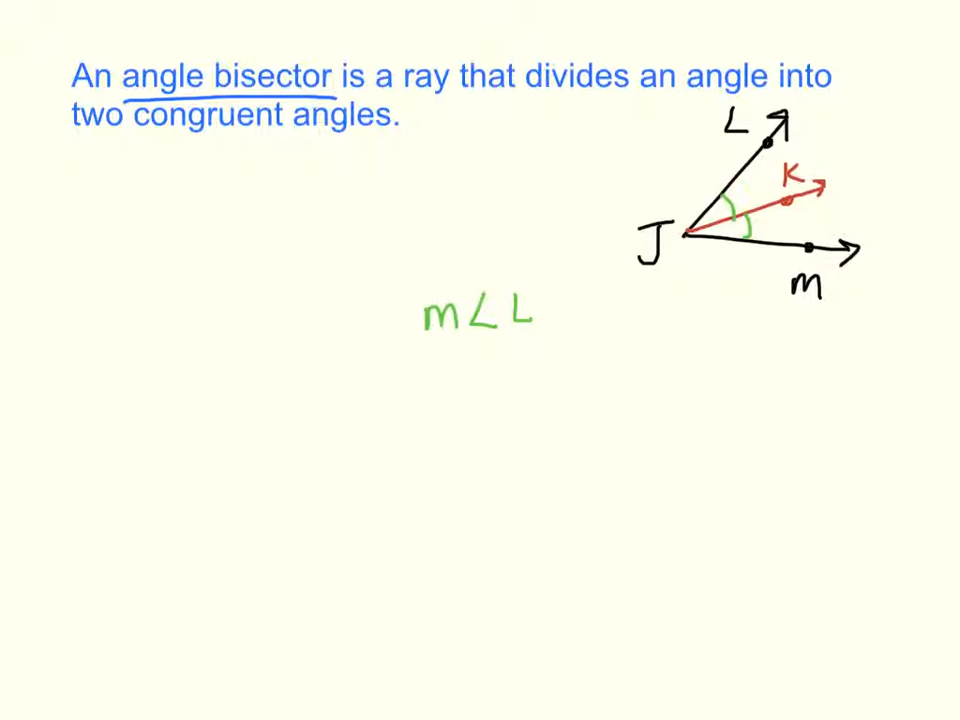 An angle bisector is a ray that divides an angle into
two congruent angles.
L
K
J
m
m∠L